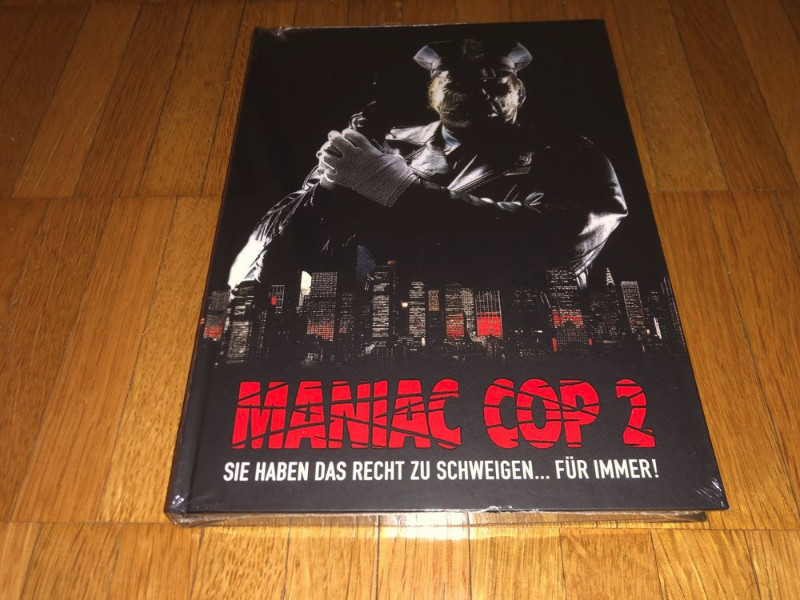 MANIAC COP 2
SIE HABEN DAS RECHT ZU SCHWEIGEN... FÜR IMMER!